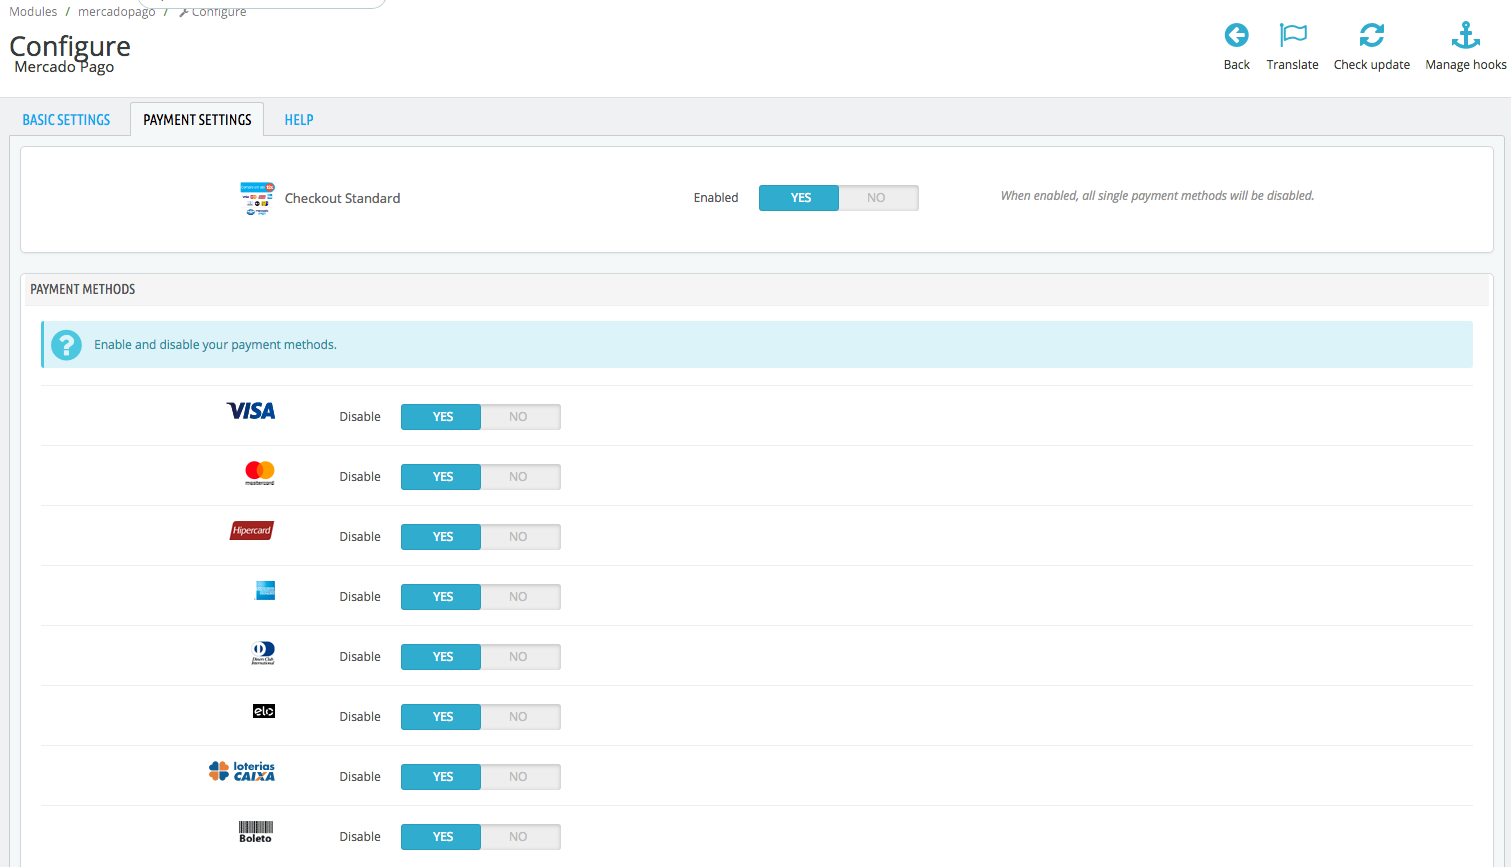 Modules / mercadopago / Configure
Configure
Mercado Pago
Back Translate Check update Manage hooks
BASIC SETTINGS PAYMENT SETTINGS HELP
Checkout Standard Enabled YES NO When enabled, all single payment methods will be disabled.
PAYMENT METHODS
? Enable and disable your payment methods.
VISA Disable YES NO
mastercard Disable YES NO
Hipercard Disable YES NO
Disable YES NO
Diners Club International Disable YES NO
elo Disable YES NO
loterias CAIXA Disable YES NO
Boleto Disable YES NO